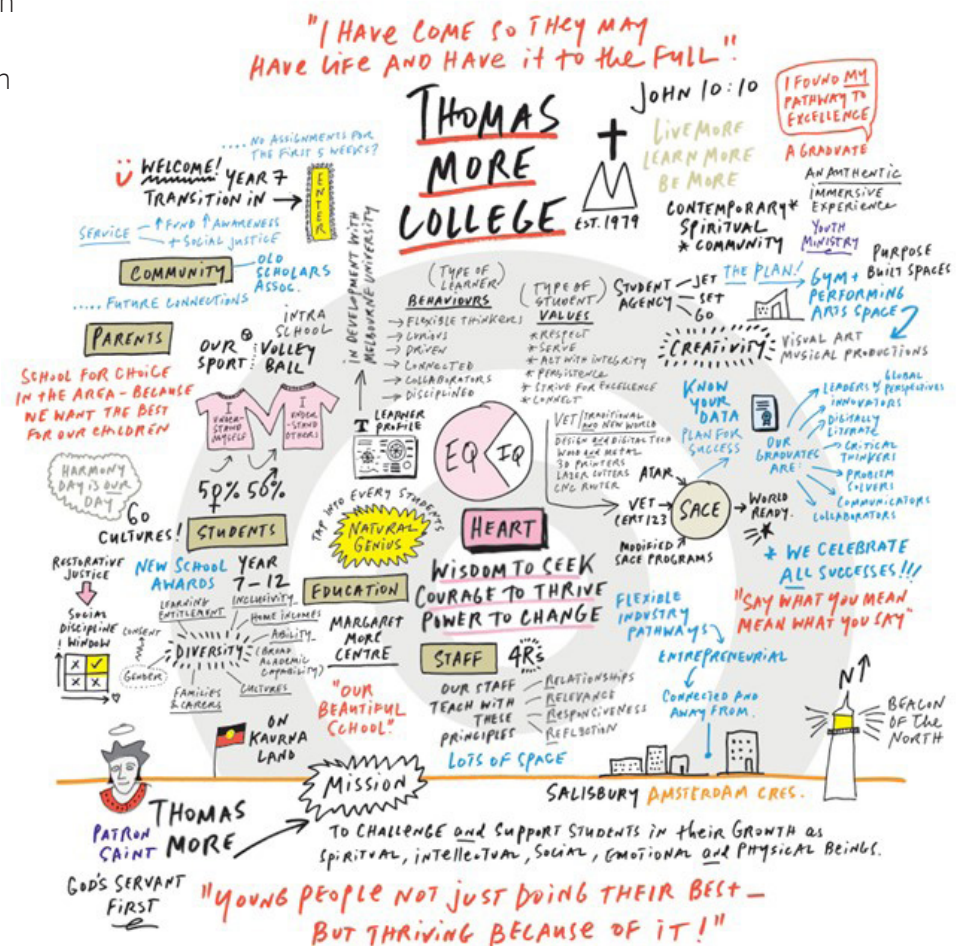 "I HAVE COME SO THEY MAY
HAVE LIFE AND HAVE it to the FULL".
JOHN 10:10
THOMAS
MORE
COLLEGE
EST. 1979
LIVE MORE
LEARN MORE
BE MORE
I FOUND MY
PATHWAY TO
EXCELLENCE
A GRADUATE
AN AUTHENTIC
IMMERSIVE
EXPERIENCE
YOUTH
MINISTRY
CONTEMPORARY*
SPIRITUAL
* COMMUNITY
..... NO ASSIGNMENTS FOR
THE FIRST 5 WEEKS?
WELCOME! YEAR 7
TRANSITION IN
ENTER
SERVICE
FUND AWARENESS
+ SOCIAL JUSTICE
COMMUNITY
OLD
SCHOLARS
ASSOC.
..... FUTURE CONNECTIONS
PARENTS
SCHOOL FOR CHOICE
IN THE AREA - BECAUSE
WE WANT THE BEST
FOR OUR CHILDREN
OUR
SPORT
INTRA
SCHOOL
VOLLEY
BALL
I
UNDER-
STAND
MYSELF
I
UNDER-
STAND
OTHERS
50% 50%
HARMONY
DAY is OUR
DAY
60
CULTURES!
STUDENTS
IN DEVELOPMENT WITH
MELBOURNE UNIVERSITY
LEARNER
PROFILE
(TYPE OF
LEARNER)
BEHAVIOURS
FLEXIBLE THINKERS
CURIOUS
DRIVEN
CONNECTED
COLLABORATORS
DISCIPLINED
(TYPE OF
STUDENT)
VALUES
* RESPECT
* SERVE
* ACT WITH INTEGRITY
* PERSISTENCE
* STRIVE FOR EXCELLENCE
* CONNECT
STUDENT
AGENCY
JET
SET
GO
THE PLAN!
GYM +
PERFORMING
ARTS SPACE
PURPOSE
BUILT SPACES
CREATIVITY
VISUAL ART
MUSICAL PRODUCTIONS
EQ IQ
VET/TRADITIONAL
AND NEW WORLD
DESIGN and DIGITAL TECH
WOOD and METAL
3D PRINTERS
LAZER CUTTERS
CNC ROUTER
KNOW
YOUR
DATA
PLAN FOR
SUCCESS
ATAR
VET
CERT 123
MODIFIED
SACE PROGRAMS
SACE
WORLD
READY.
OUR
GRADUATES
ARE:
LEADERS
GLOBAL
PERSPECTIVES
INNOVATORS
DIGITALLY
LITERATE
CRITICAL
THINKERS
PROBLEM
SOLVERS
COMMUNICATORS
COLLABORATORS
* WE CELEBRATE
ALL SUCCESSES!!!
"SAY WHAT YOU MEAN
MEAN WHAT YOU SAY"
TAP INTO EVERY STUDENTS
NATURAL
GENIUS
HEART
WISDOM TO SEEK
COURAGE TO THRIVE
POWER TO CHANGE
RESTORATIVE
JUSTICE
SOCIAL
DISCIPLINE
WINDOW
CONSENT
GENDER
NEW SCHOOL
AWARDS
YEAR
7-12
LEARNING
ENTITLEMENT
INCLUSIVITY
HOME INCOMES
DIVERSITY
ABILITY
(BROAD
ACADEMIC
CAPABILITY)
FAMILIES
& CARERS
CULTURES
EDUCATION
MARGARET
MORE
CENTRE
"OUR
BEAUTIFUL
SCHOOL."
STAFF 4Rs
OUR STAFF
TEACH WITH
THESE
PRINCIPLES
RELATIONSHIPS
RELEVANCE
RESPONSIVENESS
REFLECTION
LOTS OF SPACE
FLEXIBLE
INDUSTRY
PATHWAYS
ENTREPRENEURIAL
CONNECTED AND
AWAY FROM.
N
BEACON
OF the
NORTH
ON
KAURNA
LAND
SALISBURY AMSTERDAM CRES.
PATRON
SAINT
THOMAS
MORE
GOD'S SERVANT
FIRST
MISSION
TO CHALLENGE and SUPPORT STUDENTS in their GROWTH as
SPIRITUAL, INTELLECTUAL, SOCIAL, EMOTIONAL and PHYSICAL BEINGS.
"YOUNG PEOPLE NOT JUST DOING THEIR BEST -
BUT THRIVING BECAUSE OF IT!"